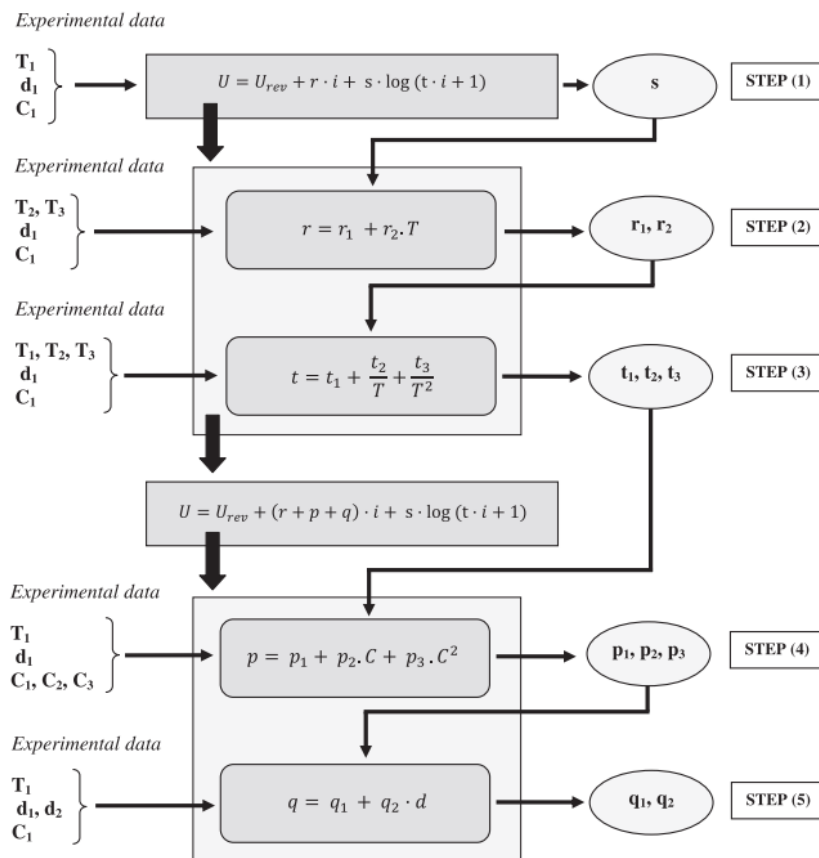 Experimental data
T₁
d₁
C₁
U = U_rev + r · i + s · log (t · i + 1)
s
STEP (1)
Experimental data
T₂, T₃
d₁
C₁
r = r₁ + r₂. T
r₁, r₂
STEP (2)
Experimental data
T₁, T₂, T₃
d₁
C₁
t = t₁ + t₂/T + t₃/T²
t₁, t₂, t₃
STEP (3)
U = U_rev + (r + p + q) · i + s · log (t · i + 1)
Experimental data
T₁
d₁
C₁, C₂, C₃
p = p₁ + p₂. C + p₃. C²
p₁, p₂, p₃
STEP (4)
Experimental data
T₁
d₁, d₂
C₁
q = q₁ + q₂ · d
q₁, q₂
STEP (5)